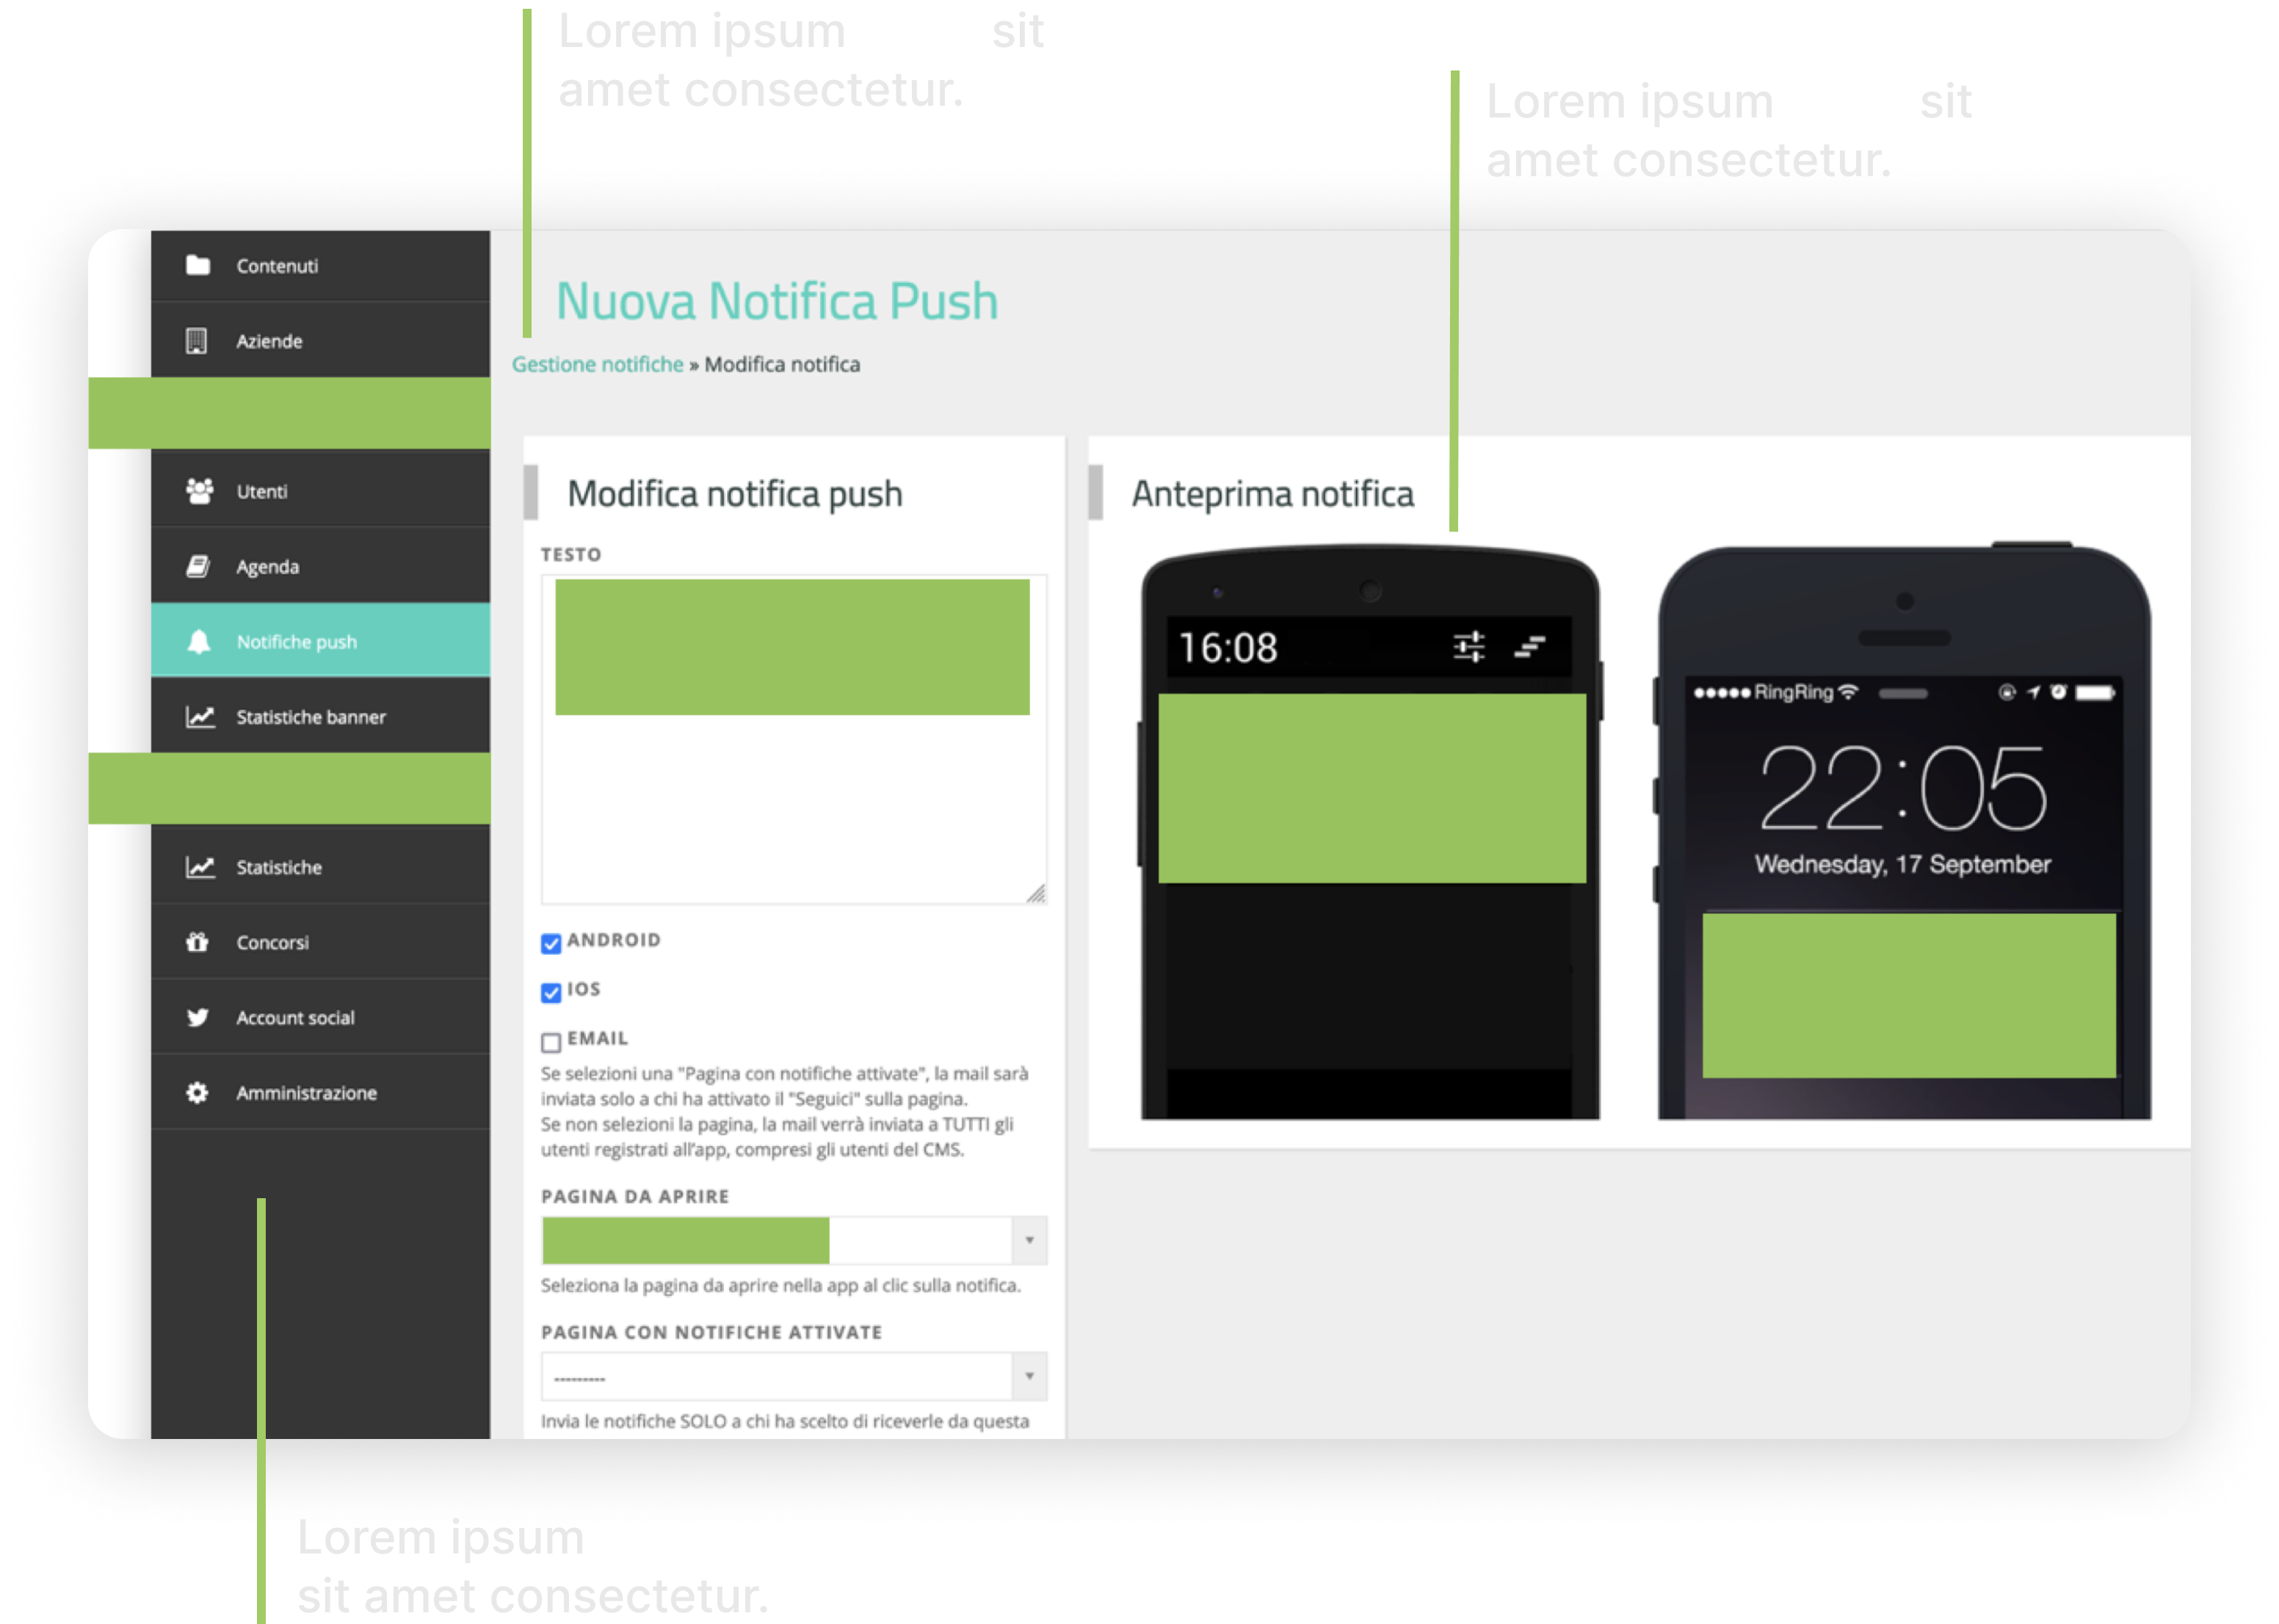 Lorem ipsum sit
amet consectetur.
Lorem ipsum sit
amet consectetur.
Contenuti
Aziende
Utenti
Agenda
Notifiche push
Statistiche banner
Statistiche
Concorsi
Account social
Amministrazione
Nuova Notifica Push
Gestione notifiche » Modifica notifica
Modifica notifica push
TESTO
ANDROID
IOS
EMAIL
Se selezioni una "Pagina con notifiche attivate", la mail sarà
inviata solo a chi ha attivato il "Seguici" sulla pagina.
Se non selezioni la pagina, la mail verrà inviata a TUTTI gli
utenti registrati all'app, compresi gli utenti del CMS.
PAGINA DA APRIRE
Seleziona la pagina da aprire nella app al clic sulla notifica.
PAGINA CON NOTIFICHE ATTIVATE
---------
Invia le notifiche SOLO a chi ha scelto di riceverle da questa
Anteprima notifica
16:08
RingRing
22:05
Wednesday, 17 September
Lorem ipsum
sit amet consectetur.